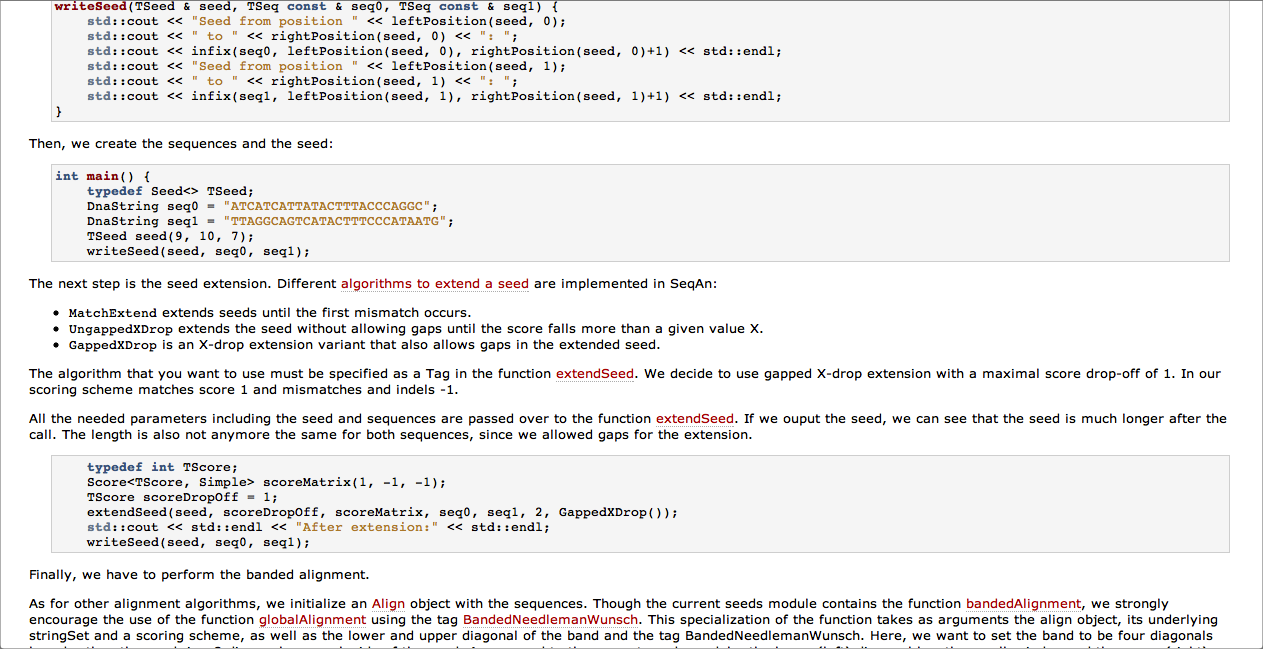 writeSeed(TSeed & seed, TSeq const & seq0, TSeq const & seq1) {
    std::cout << "Seed from position " << leftPosition(seed, 0);
    std::cout << " to " << rightPosition(seed, 0) << ": ";
    std::cout << infix(seq0, leftPosition(seed, 0), rightPosition(seed, 0)+1) << std::endl;
    std::cout << "Seed from position " << leftPosition(seed, 1);
    std::cout << " to " << rightPosition(seed, 1) << ": ";
    std::cout << infix(seq1, leftPosition(seed, 1), rightPosition(seed, 1)+1) << std::endl;
}
Then, we create the sequences and the seed:
int main() {
    typedef Seed<> TSeed;
    DnaString seq0 = "ATCATCATTATACTTTACCCAGGC";
    DnaString seq1 = "TTAGGCAGTCATACTTTCCCATAATG";
    TSeed seed(9, 10, 7);
    writeSeed(seed, seq0, seq1);
The next step is the seed extension. Different algorithms to extend a seed are implemented in SeqAn:
• MatchExtend extends seeds until the first mismatch occurs.
• UngappedXDrop extends the seed without allowing gaps until the score falls more than a given value X.
• GappedXDrop is an X-drop extension variant that also allows gaps in the extended seed.
The algorithm that you want to use must be specified as a Tag in the function extendSeed. We decide to use gapped X-drop extension with a maximal score drop-off of 1. In our
scoring scheme matches score 1 and mismatches and indels -1.
All the needed parameters including the seed and sequences are passed over to the function extendSeed. If we ouput the seed, we can see that the seed is much longer after the
call. The length is also not anymore the same for both sequences, since we allowed gaps for the extension.
    typedef int TScore;
    Score<TScore, Simple> scoreMatrix(1, -1, -1);
    TScore scoreDropOff = 1;
    extendSeed(seed, scoreDropOff, scoreMatrix, seq0, seq1, 2, GappedXDrop());
    std::cout << std::endl << "After extension:" << std::endl;
    writeSeed(seed, seq0, seq1);
Finally, we have to perform the banded alignment.
As for other alignment algorithms, we initialize an Align object with the sequences. Though the current seeds module contains the function bandedAlignment, we strongly
encourage the use of the function globalAlignment using the tag BandedNeedlemanWunsch. This specialization of the function takes as arguments the align object, its underlying
stringSet and a scoring scheme, as well as the lower and upper diagonal of the band and the tag BandedNeedlemanWunsch. Here, we want to set the band to be four diagonals